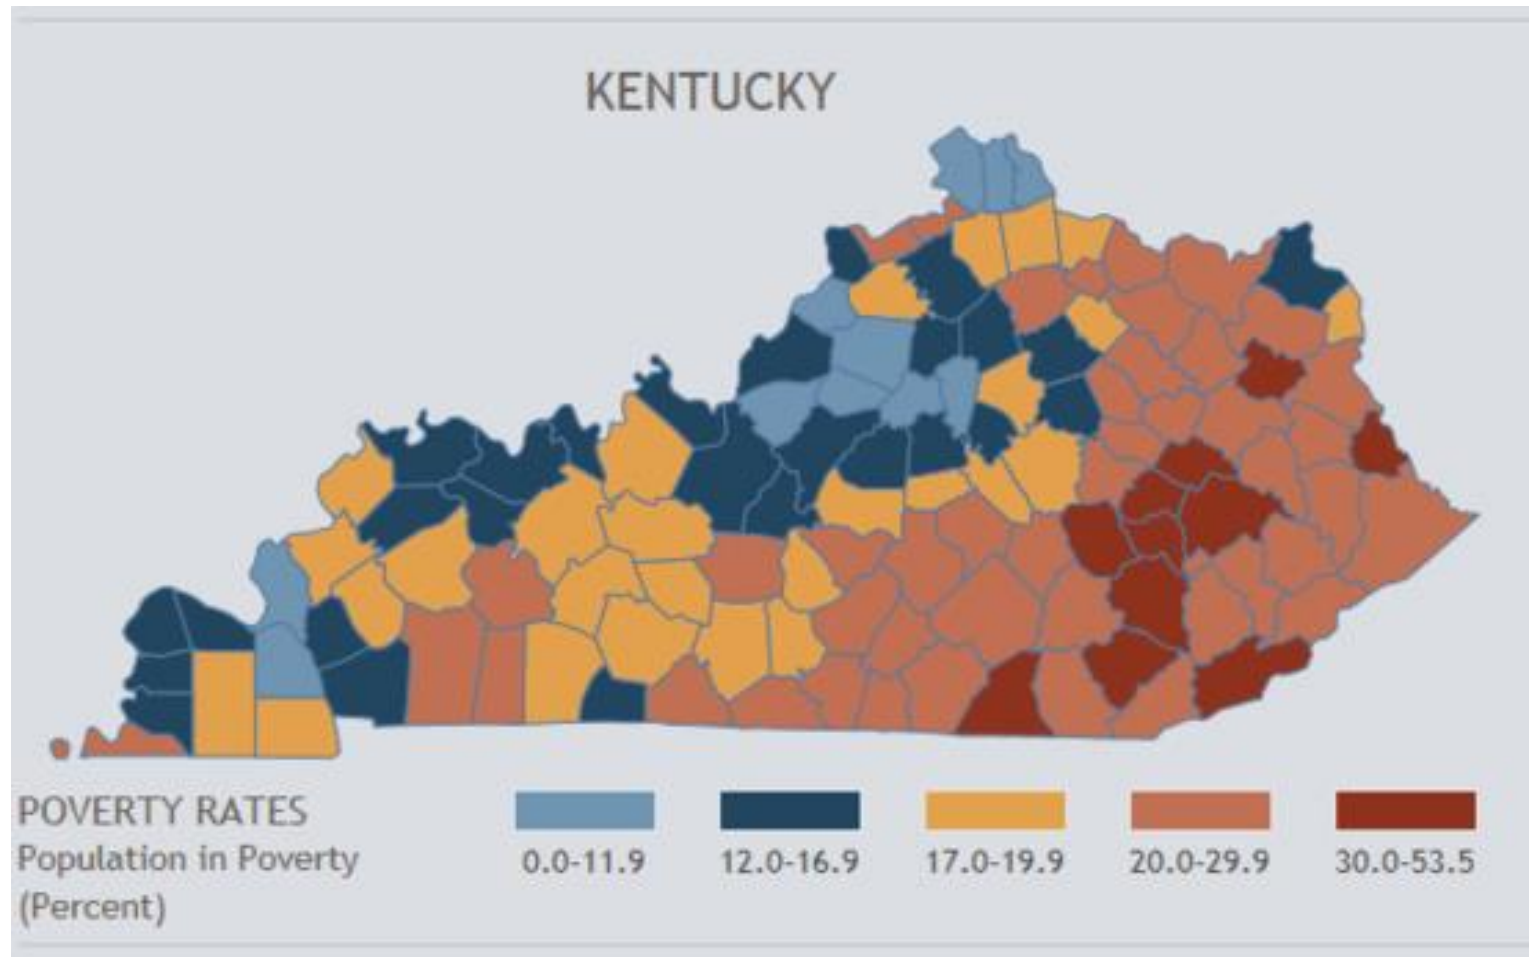 KENTUCKY
POVERTY RATES
Population in Poverty
(Percent)
0.0-11.9
12.0-16.9
17.0-19.9
20.0-29.9
30.0-53.5